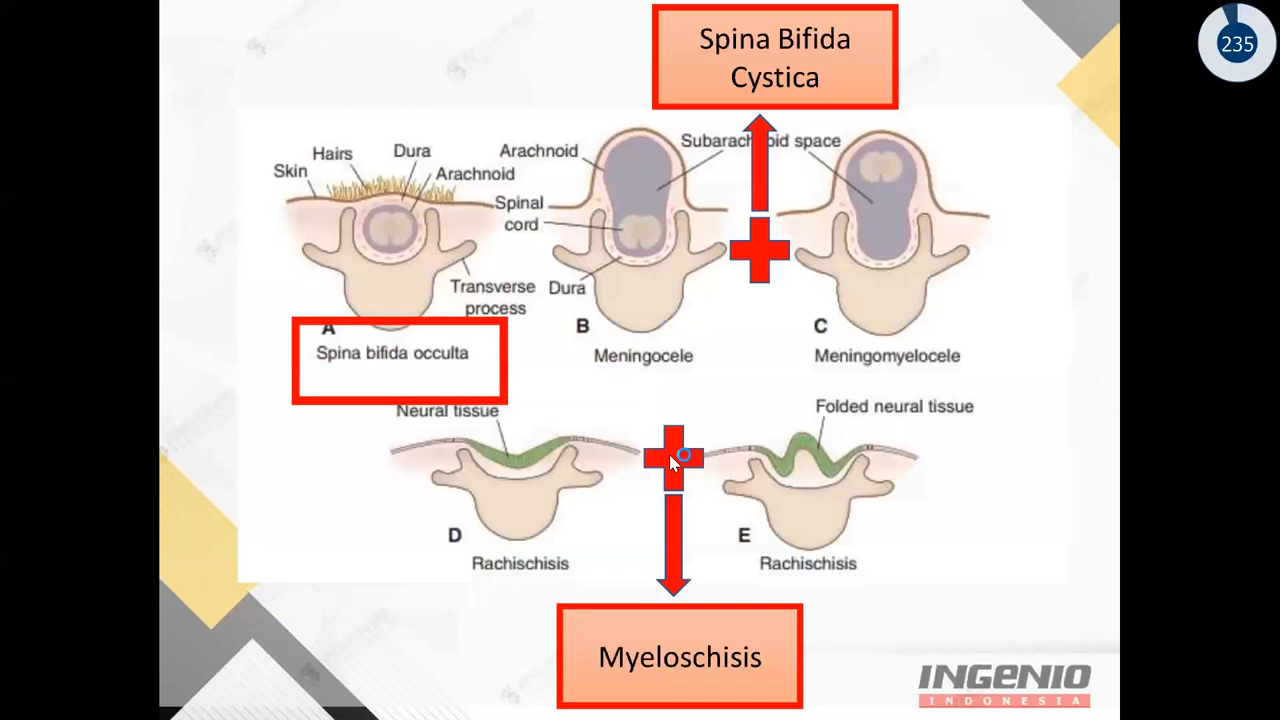 Spina Bifida
Cystica
235
Hairs
Dura
Arachnoid
Subarachnoid space
Skin
Arachnoid
Spinal
cord
Transverse
process
Dura
A
B
C
Spina bifida occulta
Meningocele
Meningomyelocele
Neural tissue
Folded neural tissue
D
E
Rachischisis
Rachischisis
Myeloschisis
INGENIO
INDONESIA